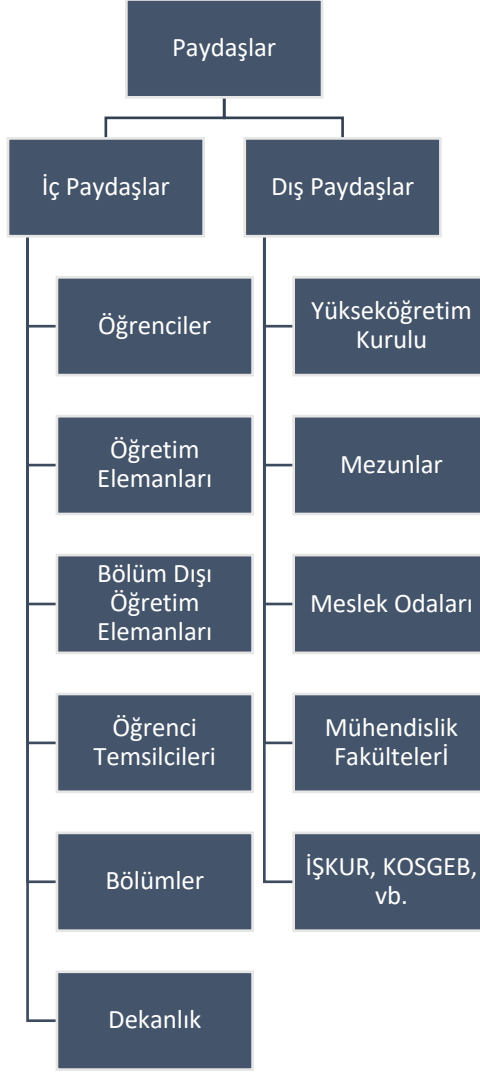 Paydaşlar
İç Paydaşlar
Öğrenciler
Öğretim
Elemanları
Bölüm Dışı
Öğretim
Elemanları
Öğrenci
Temsilcileri
Bölümler
Dekanlık
Dış Paydaşlar
Yükseköğretim
Kurulu
Mezunlar
Meslek Odaları
Mühendislik
Fakültelerİ
İŞKUR, KOSGEB,
vb.